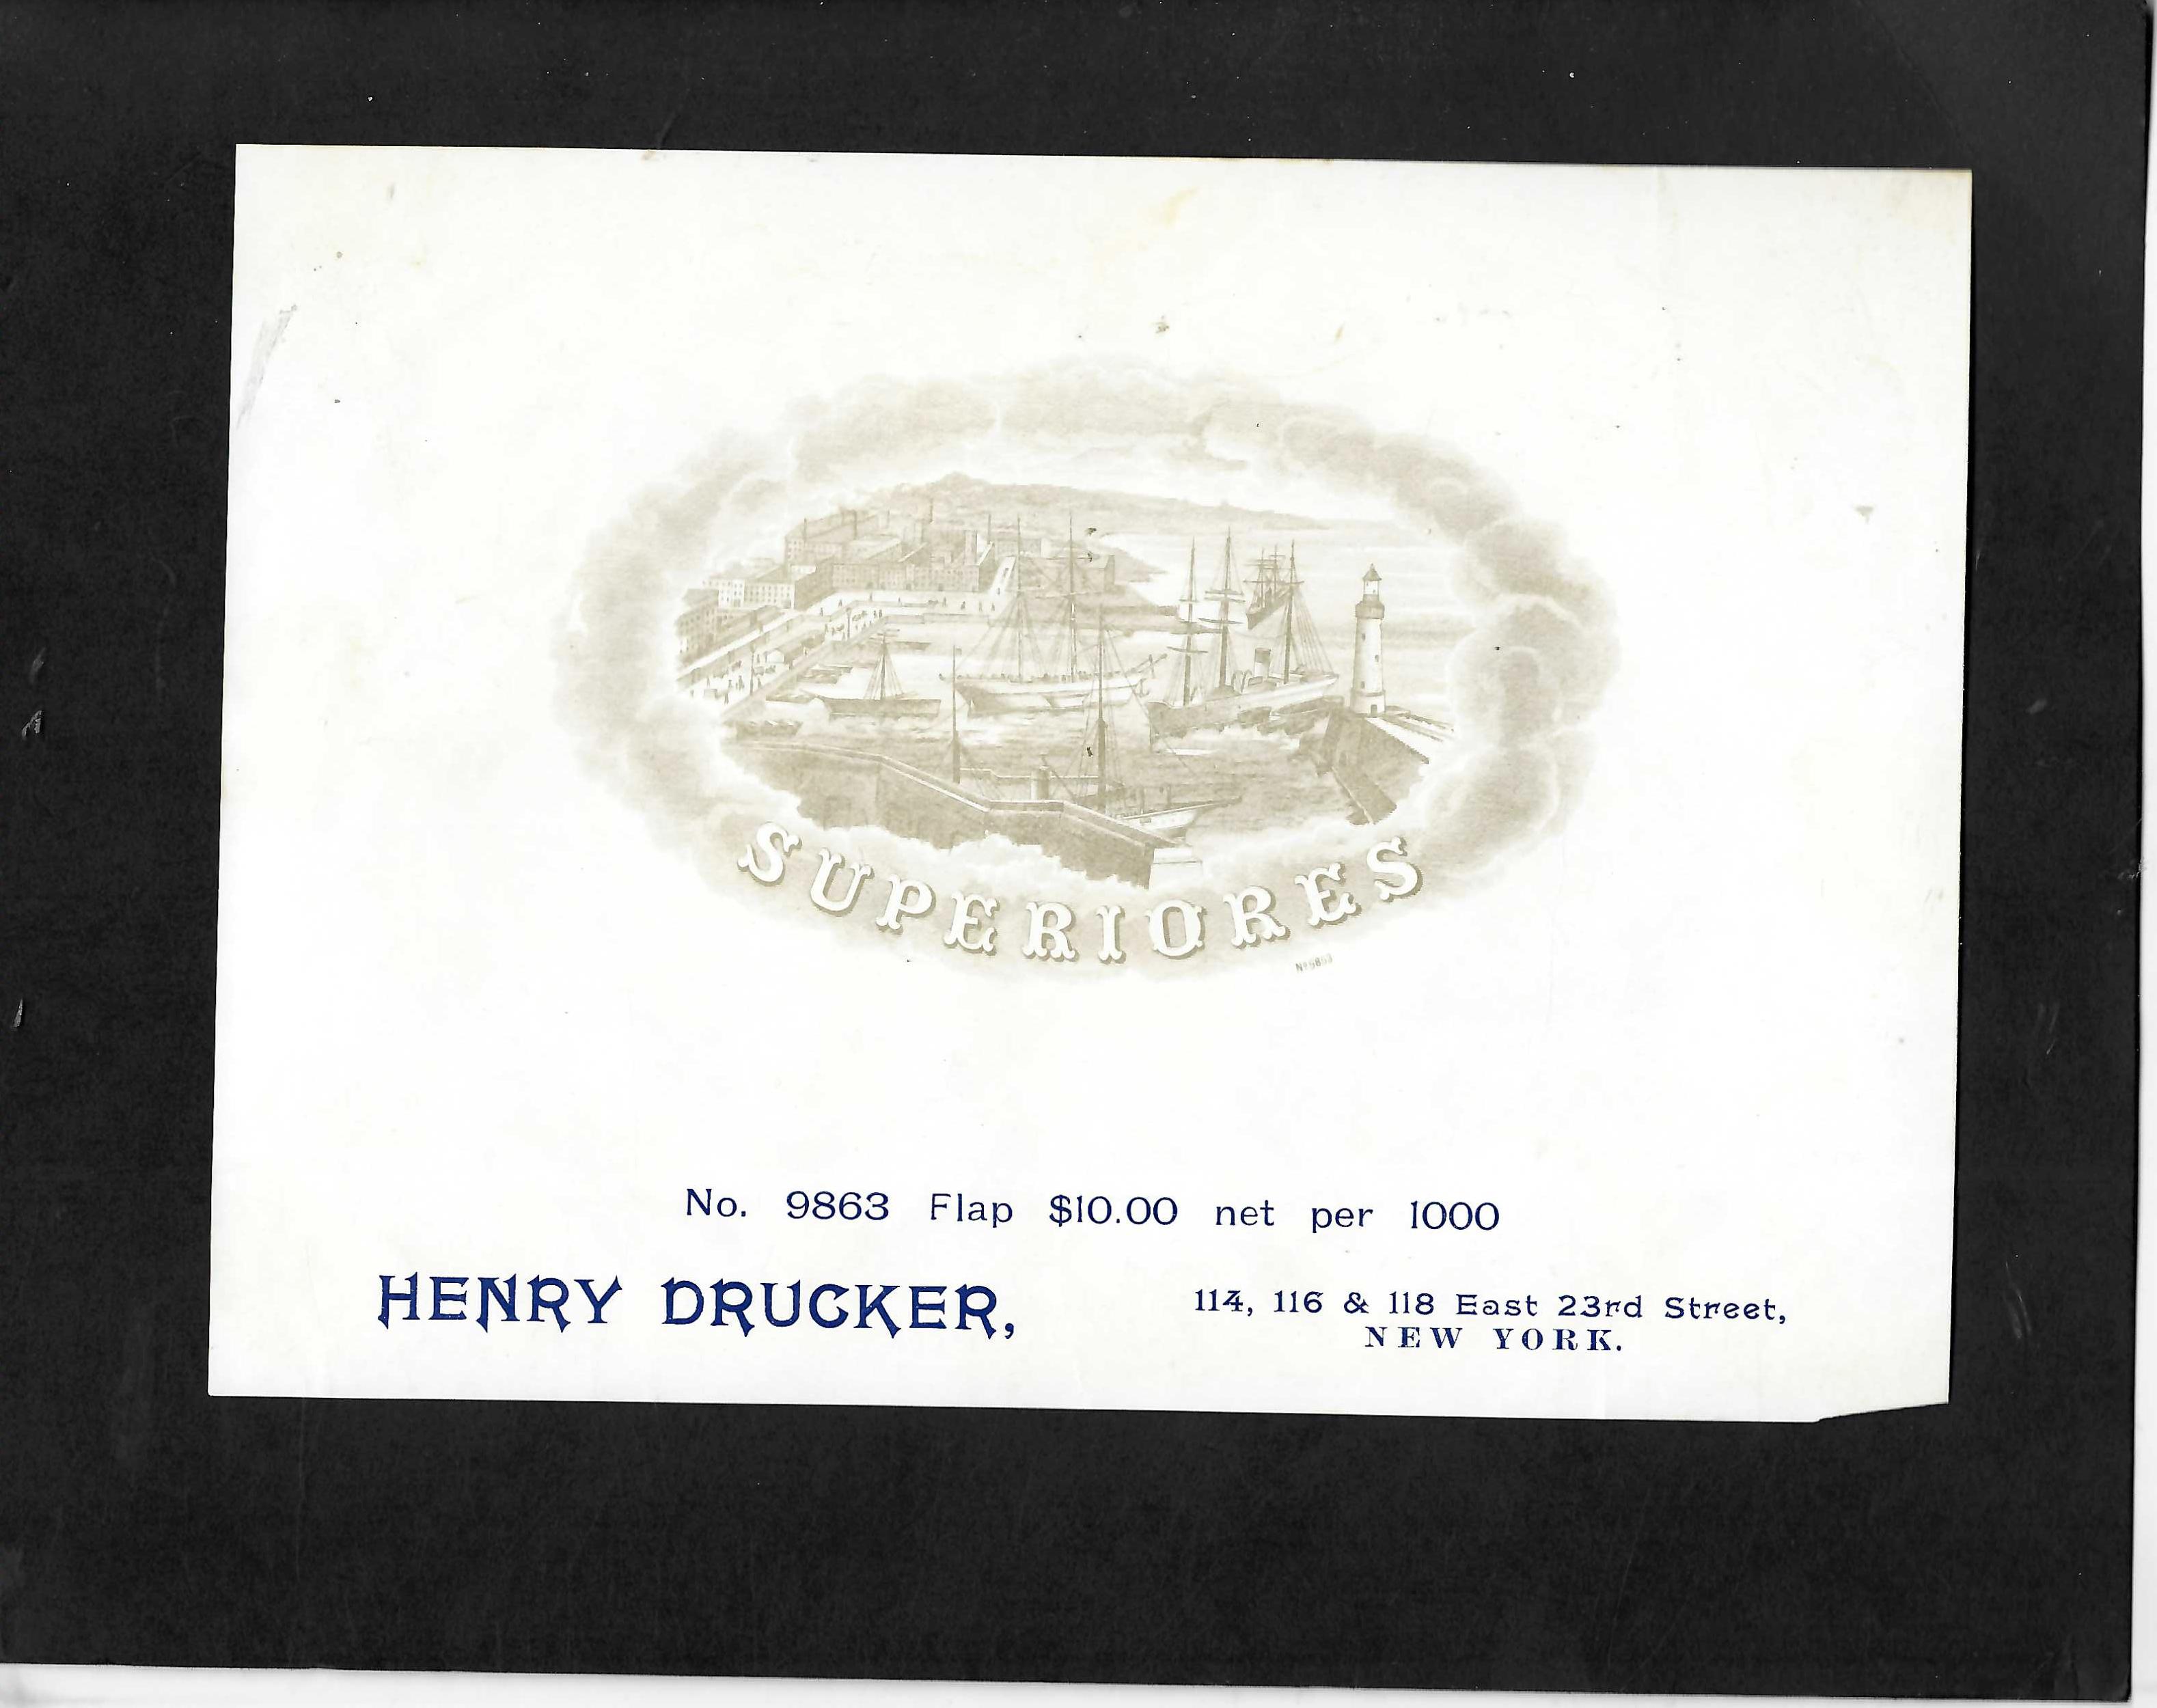 SUPERIORES
No. 9863 Flap $10.00 net per 1000
HENRY DRUCKER,
114, 116 & 118 East 23rd Street,
NEW YORK.